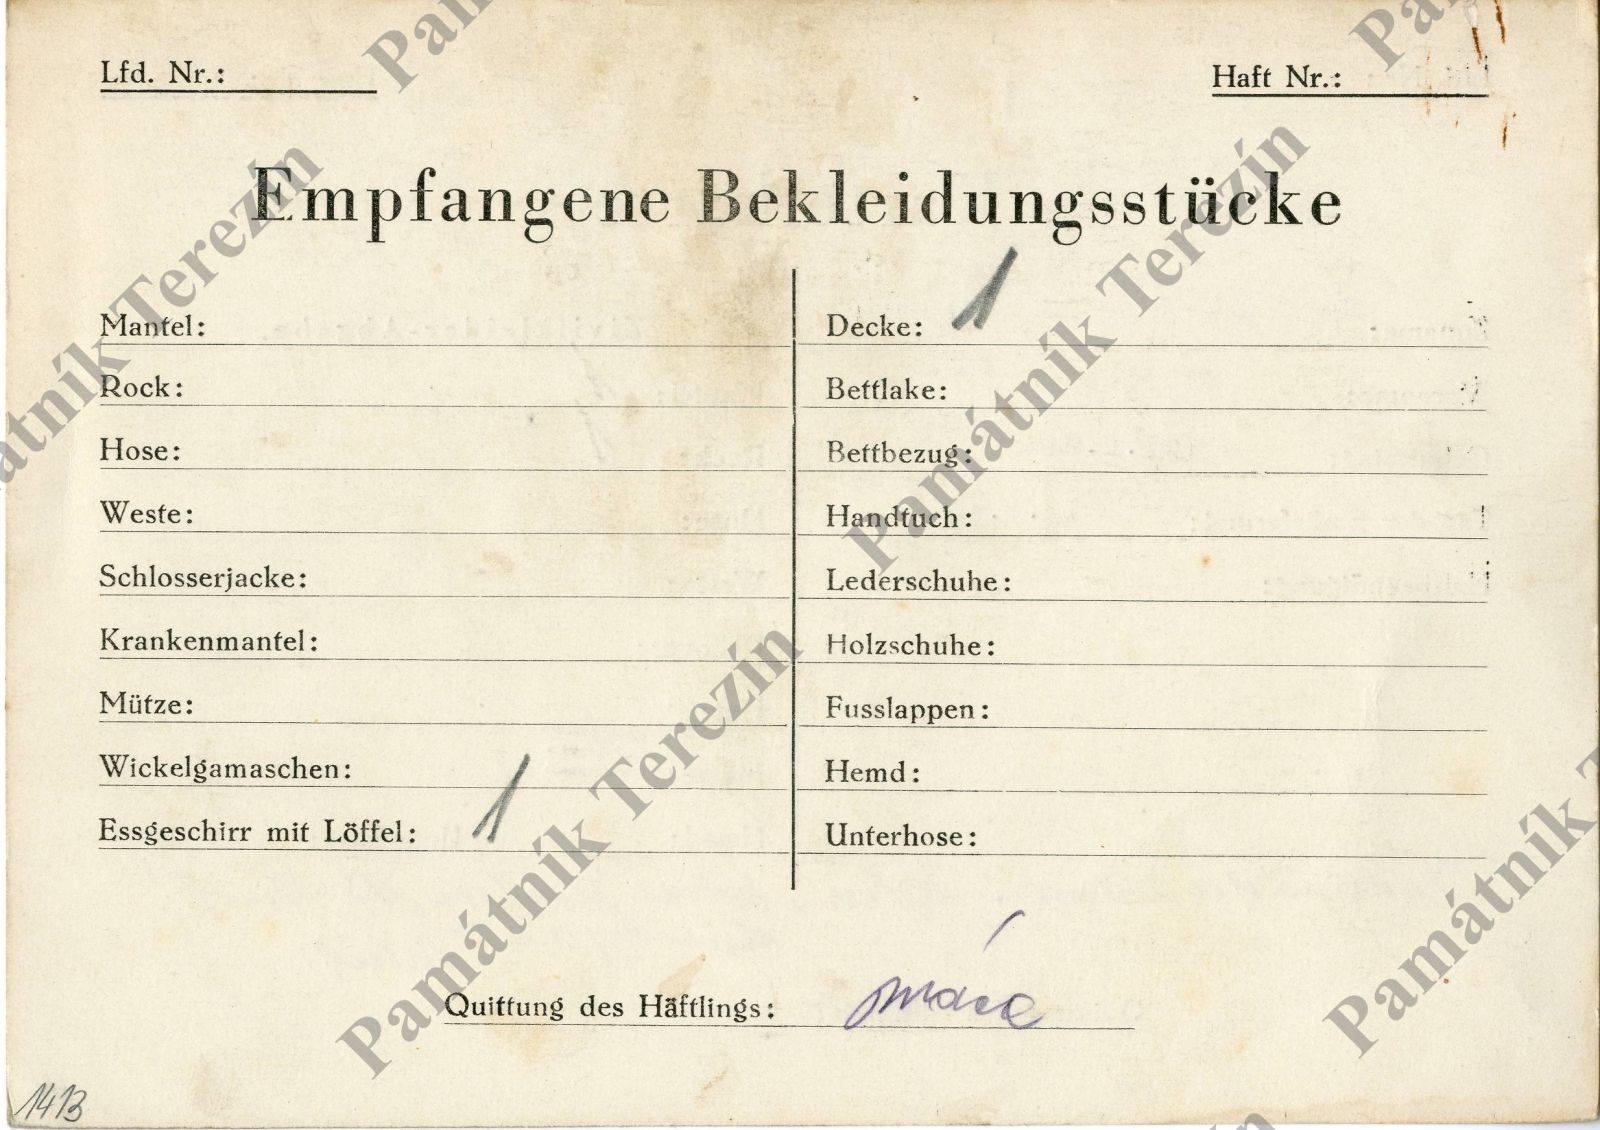 Lfd. Nr.:
Haft Nr.:
Empfangene Bekleidungsstücke
Mantel:
Rock:
Hose:
Weste:
Schlosserjacke:
Krankenmantel:
Mütze:
Wickelgamaschen:
Essgeschirr mit Löffel: 1
Decke: 1
Bettlake:
Bettbezug:
Handtuch:
Lederschuhe:
Holzschuhe:
Fusslappen:
Hemd:
Unterhose:
Quittung des Häftlings: Mára
1413
Památník Terezín